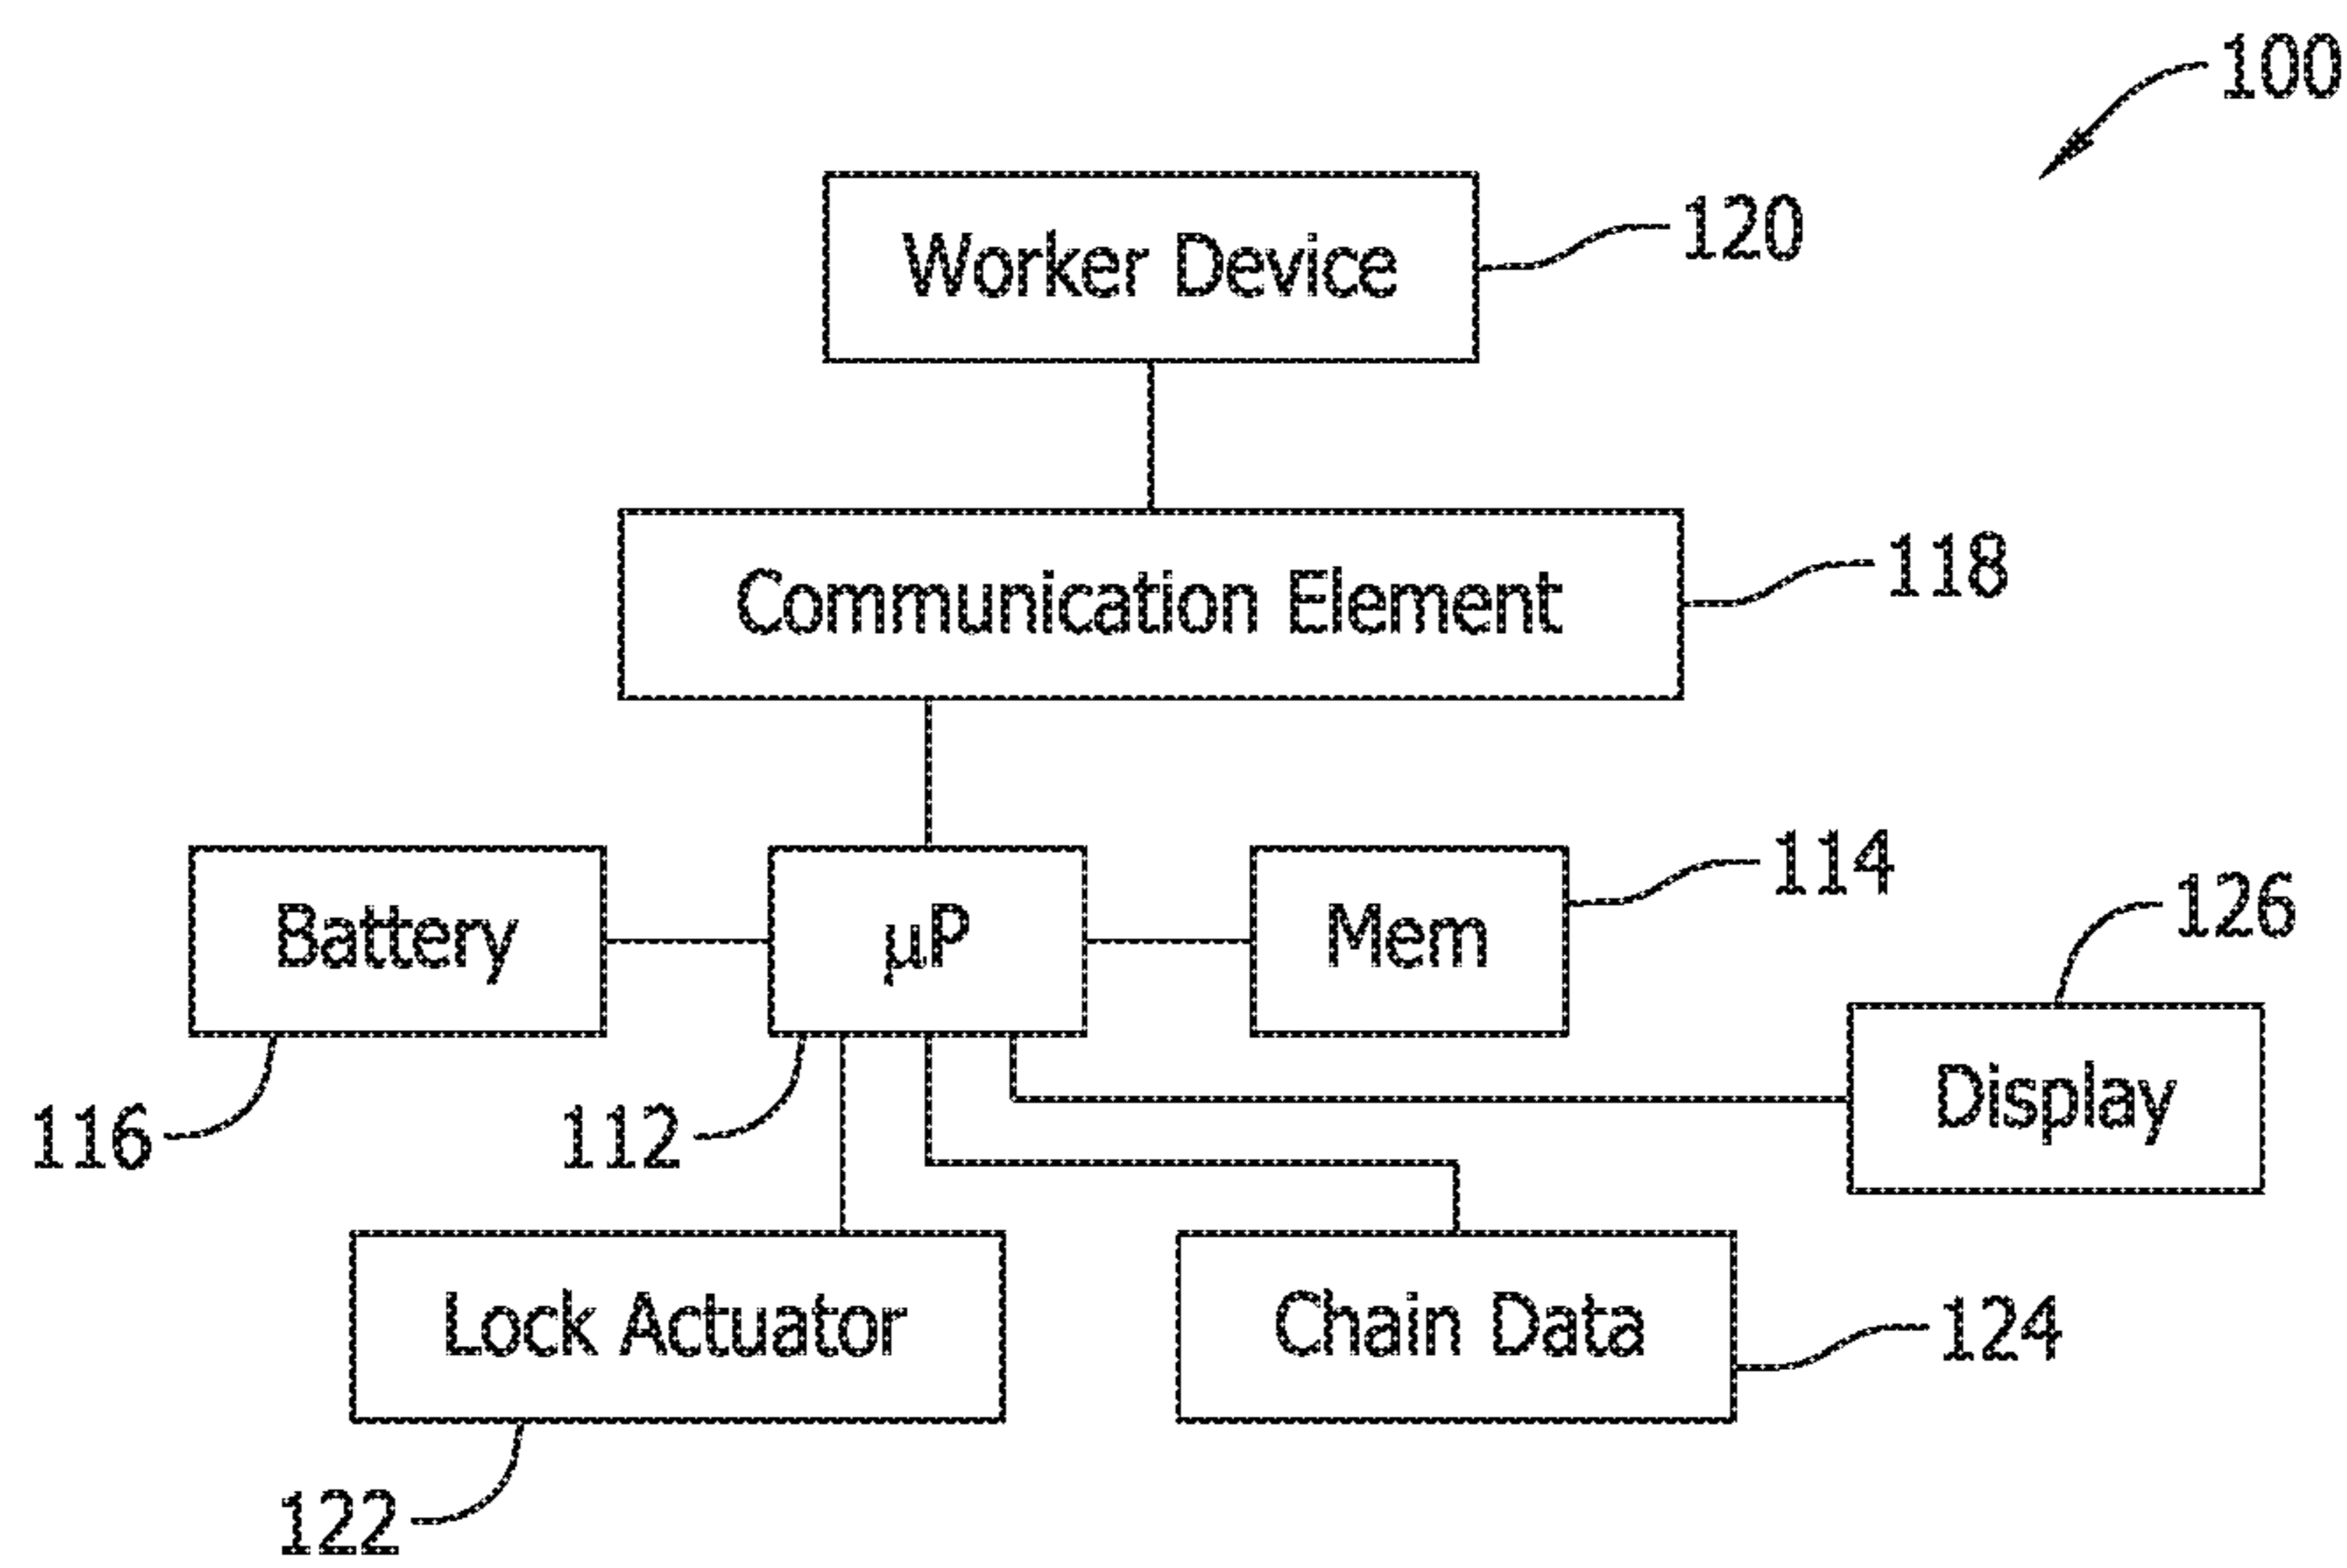 100
Worker Device
120
Communication Element
118
114
Battery
µP
Mem
126
Display
116
112
Lock Actuator
Chain Data
124
122